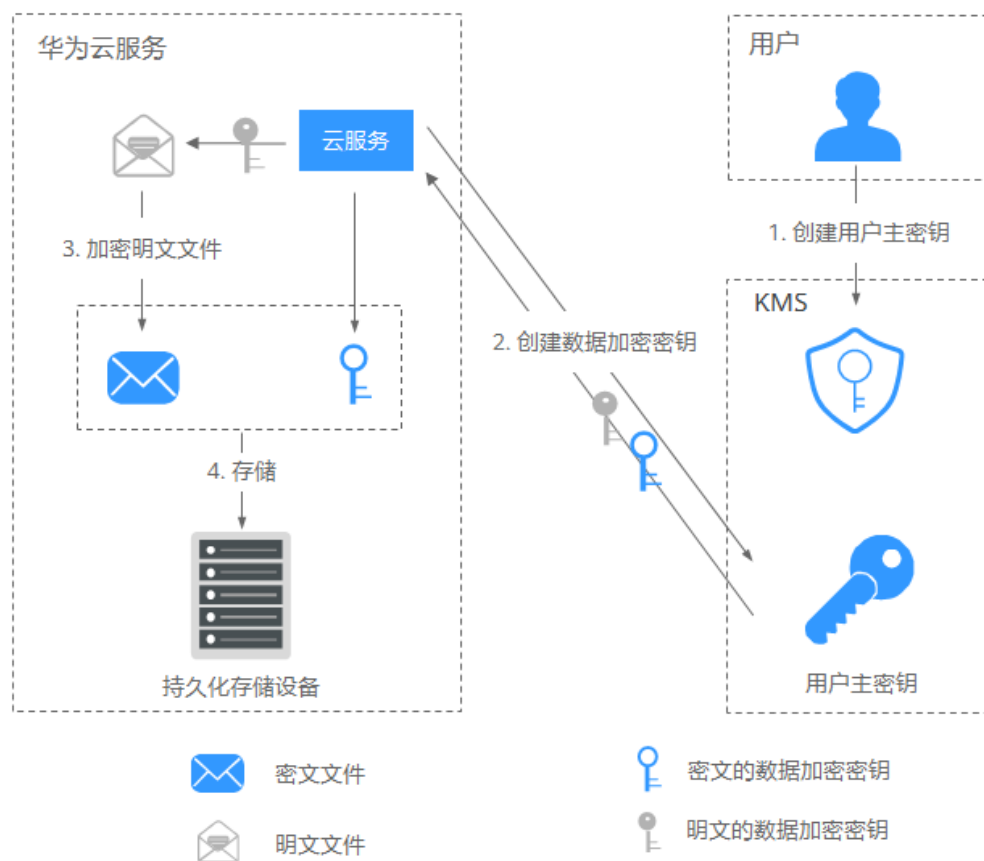 华为云服务
用户
云服务
1. 创建用户主密钥
3. 加密明文文件
KMS
2. 创建数据加密密钥
4. 存储
持久化存储设备
用户主密钥
密文文件
密文的数据加密密钥
明文文件
明文的数据加密密钥